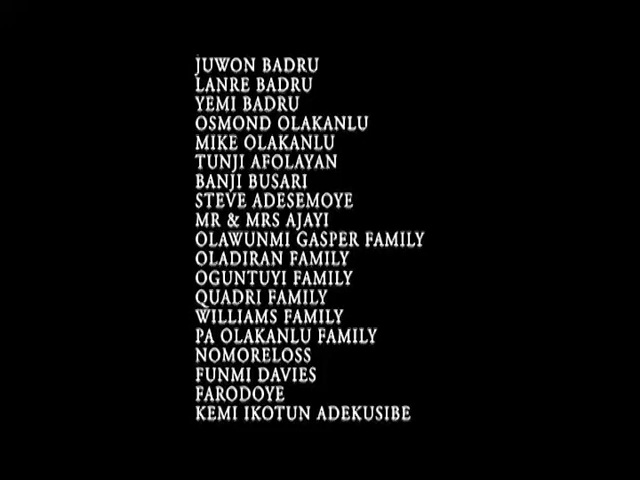 JUWON BADRU
LANRE BADRU
YEMI BADRU
OSMOND OLAKANLU
MIKE OLAKANLU
TUNJI AFOLAYAN
BANJI BUSARI
STEVE ADESEMOYE
MR & MRS AJAYI
OLAWUNMI GASPER FAMILY
OLADIRAN FAMILY
OGUNTUYI FAMILY
QUADRI FAMILY
WILLIAMS FAMILY
PA OLAKANLU FAMILY
NOMORELOSS
FUNMI DAVIES
FARODOYE
KEMI IKOTUN ADEKUSIBE